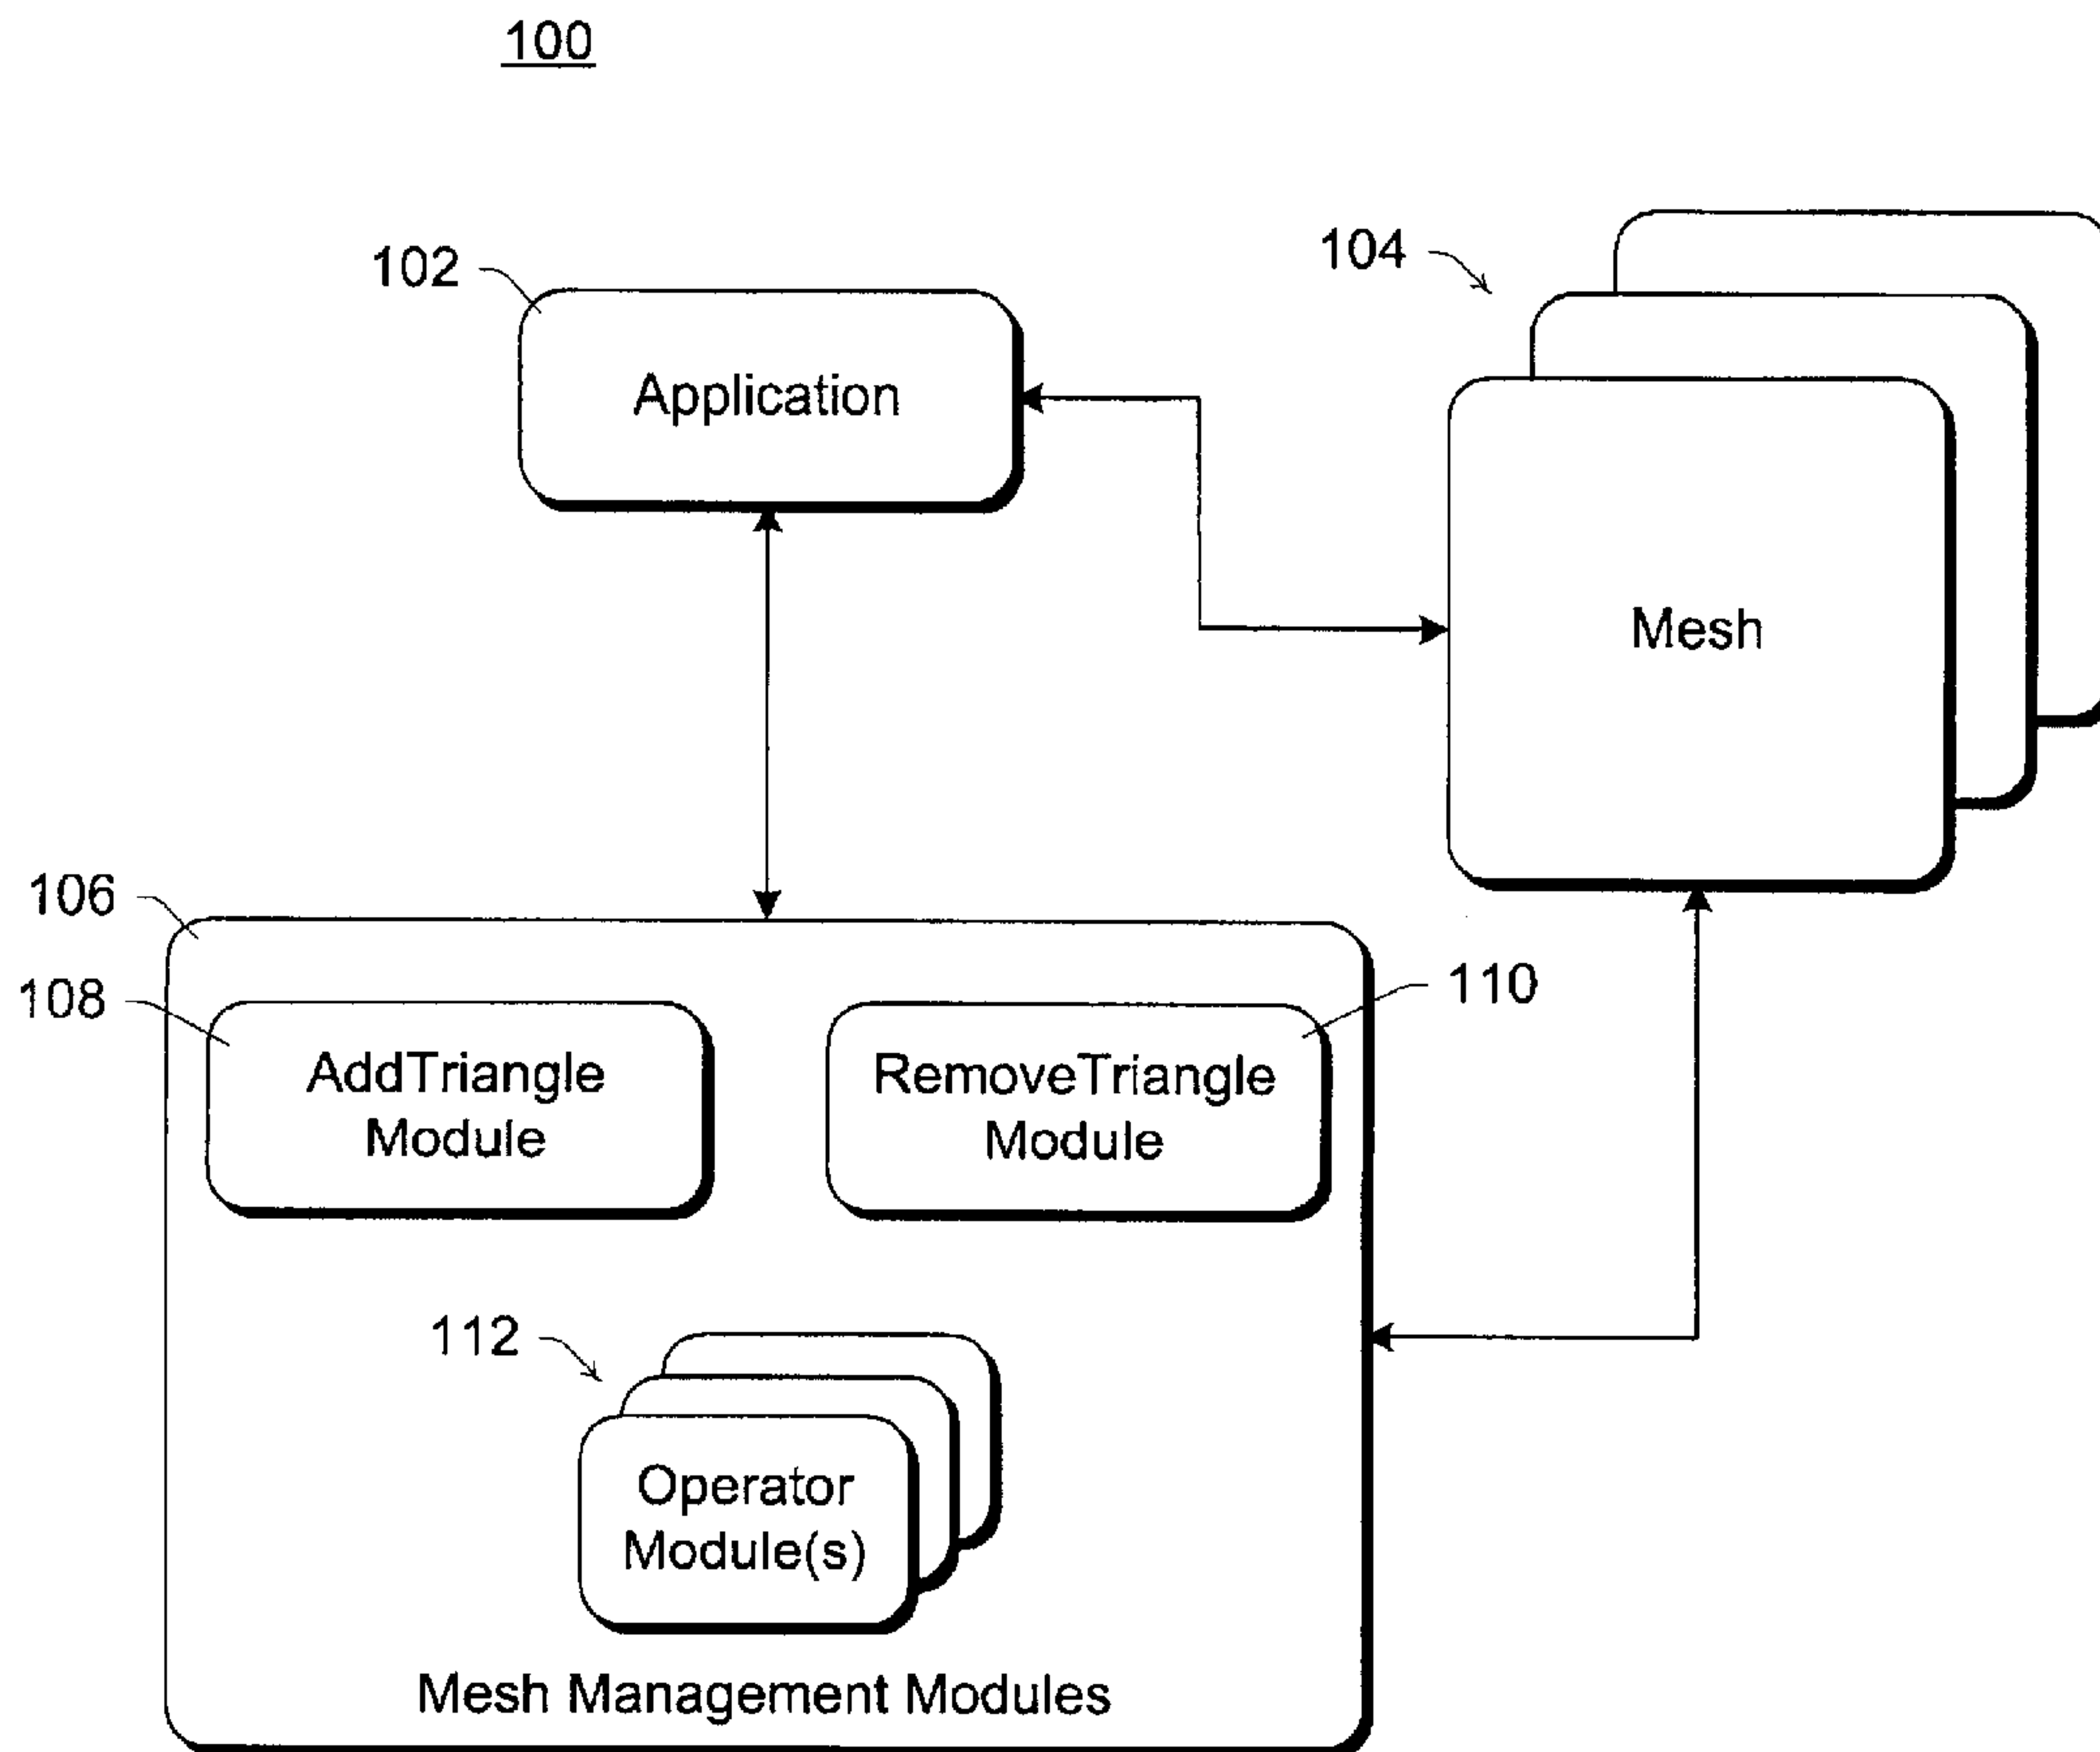 100
102
Application
104
Mesh
106
108
AddTriangle
Module
110
RemoveTriangle
Module
112
Operator
Module(s)
Mesh Management Modules